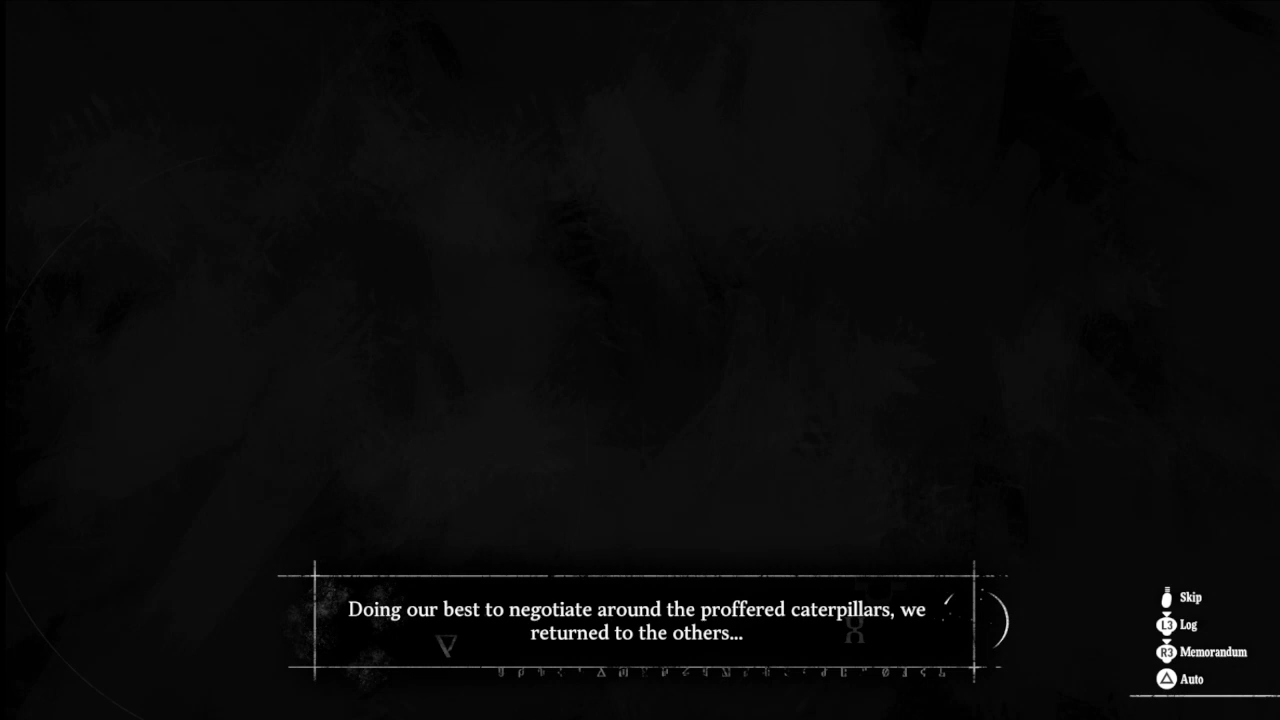 Doing our best to negotiate around the proffered caterpillars, we
returned to the others...
Skip
L3 Log
R3 Memorandum
Auto